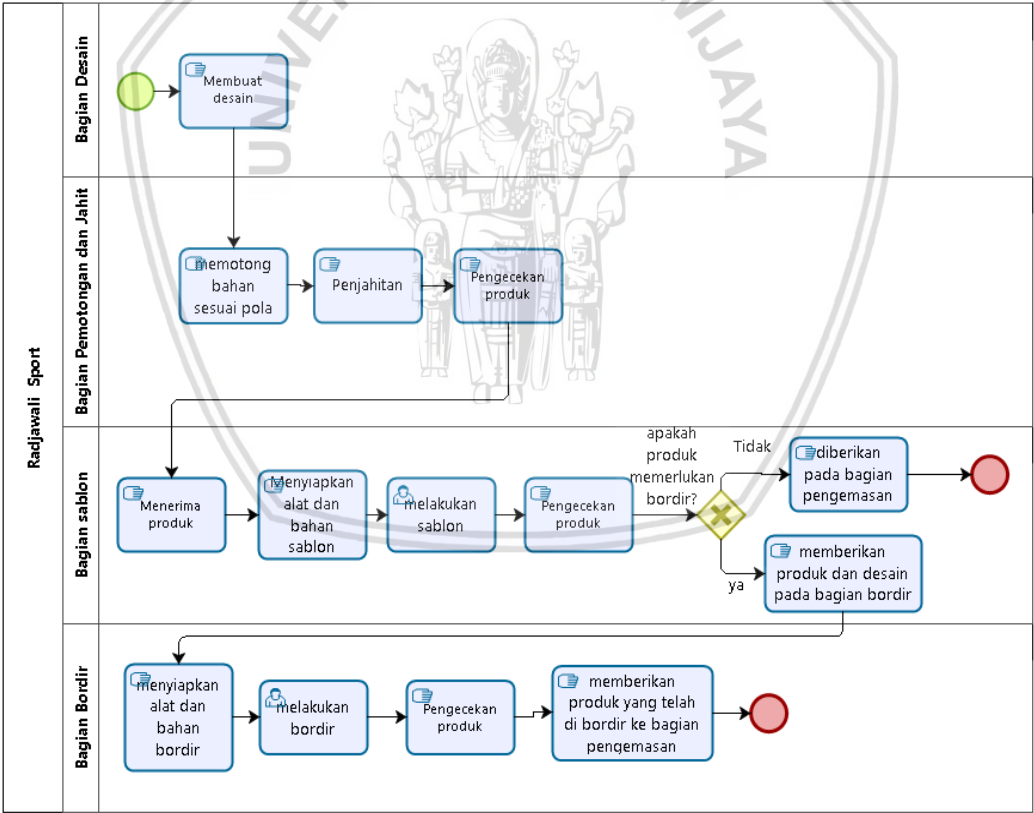 Radjawali Sport
Bagian Desain
Membuat
desain
Bagian Pemotongan dan Jahit
memotong
bahan
sesuai pola
Penjahitan
Pengecekan
produk
Bagian sablon
Menerima
produk
Menyiapkan
alat dan
bahan
sablon
melakukan
sablon
Pengecekan
produk
apakah
produk
memerlukan
bordir?
Tidak
diberikan
pada bagian
pengemasan
ya
memberikan
produk dan desain
pada bagian bordir
Bagian Bordir
menyiapkan
alat dan
bahan
bordir
melakukan
bordir
Pengecekan
produk
memberikan
produk yang telah
di bordir ke bagian
pengemasan